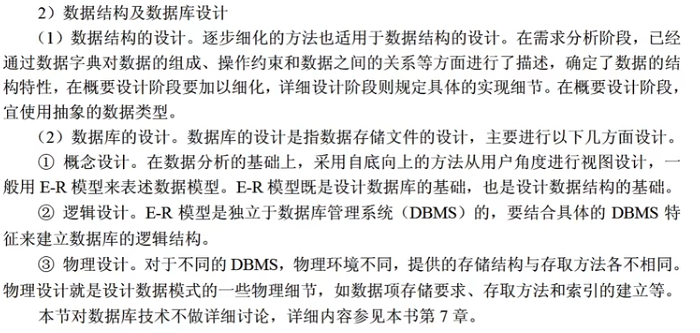 2）数据结构及数据库设计
（1）数据结构的设计。逐步细化的方法也适用于数据结构的设计。在需求分析阶段，已经
通过数据字典对数据的组成、操作约束和数据之间的关系等方面进行了描述，确定了数据的结
构特性，在概要设计阶段要加以细化，详细设计阶段则规定具体的实现细节。在概要设计阶段，
宜使用抽象的数据类型。
（2）数据库的设计。数据库的设计是指数据存储文件的设计，主要进行以下几方面设计。
① 概念设计。在数据分析的基础上，采用自底向上的方法从用户角度进行视图设计，一
般用 E-R 模型来表述数据模型。E-R 模型既是设计数据库的基础，也是设计数据结构的基础。
② 逻辑设计。E-R 模型是独立于数据库管理系统（DBMS）的，要结合具体的 DBMS 特
征来建立数据库的逻辑结构。
③ 物理设计。对于不同的 DBMS，物理环境不同，提供的存储结构与存取方法各不相同。
物理设计就是设计数据模式的一些物理细节，如数据项存储要求、存取方法和索引的建立等。
本节对数据库技术不做详细讨论，详细内容参见本书第 7 章。